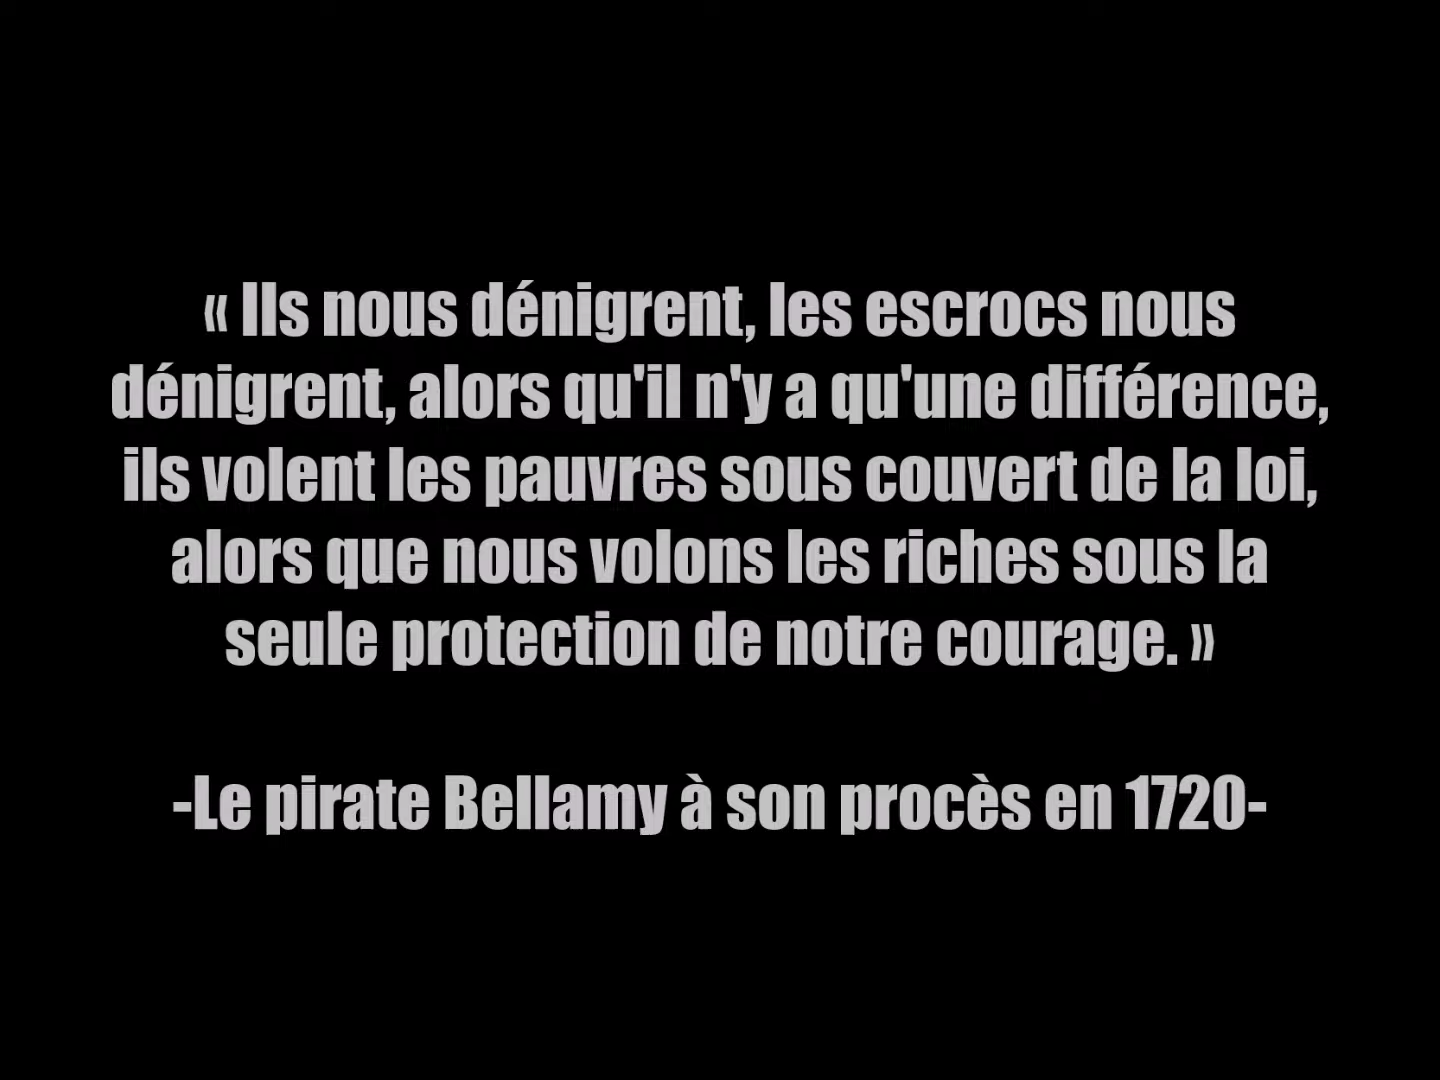 « Ils nous dénigrent, les escrocs nous
dénigrent, alors qu'il n'y a qu'une différence,
ils volent les pauvres sous couvert de la loi,
alors que nous volons les riches sous la
seule protection de notre courage. »
-Le pirate Bellamy à son procès en 1720-